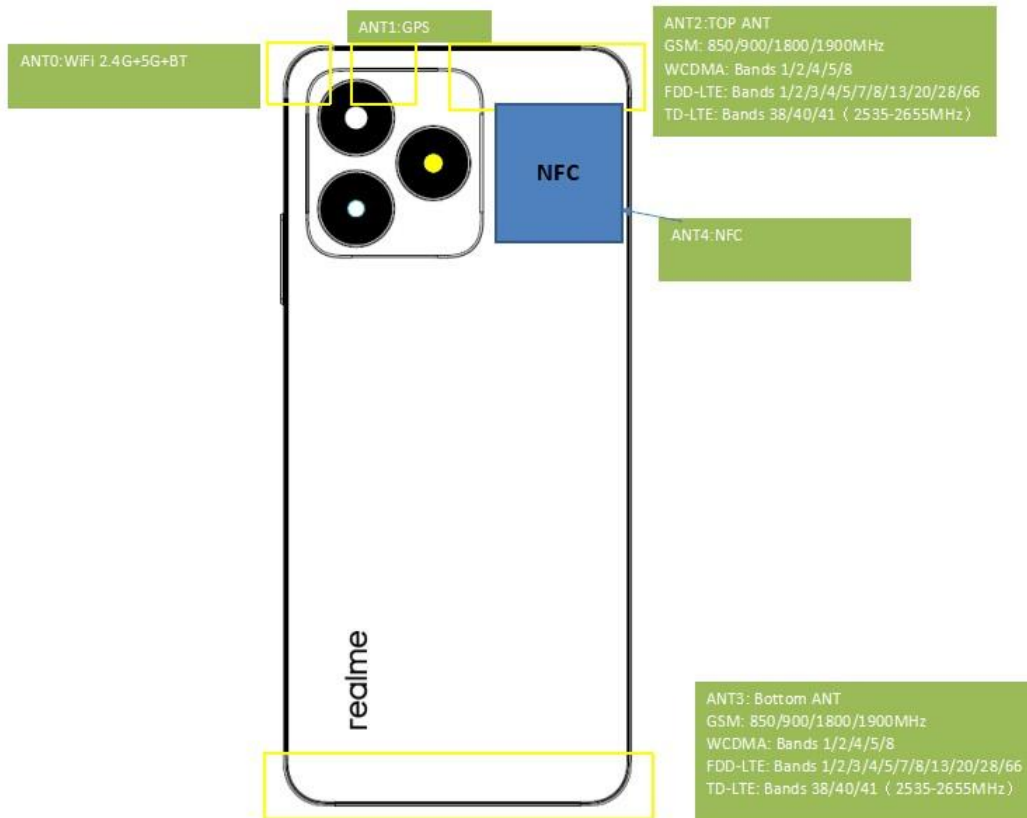 ANT1:GPS
ANT0:WiFi 2.4G+5G+BT
ANT2:TOP ANT
GSM: 850/900/1800/1900MHz
WCDMA: Bands 1/2/4/5/8
FDD-LTE: Bands 1/2/3/4/5/7/8/13/20/28/66
TD-LTE: Bands 38/40/41（ 2535-2655MHz）
NFC
ANT4:NFC
realme
ANT3: Bottom ANT
GSM: 850/900/1800/1900MHz
WCDMA: Bands 1/2/4/5/8
FDD-LTE: Bands 1/2/3/4/5/7/8/13/20/28/66
TD-LTE: Bands 38/40/41（ 2535-2655MHz）